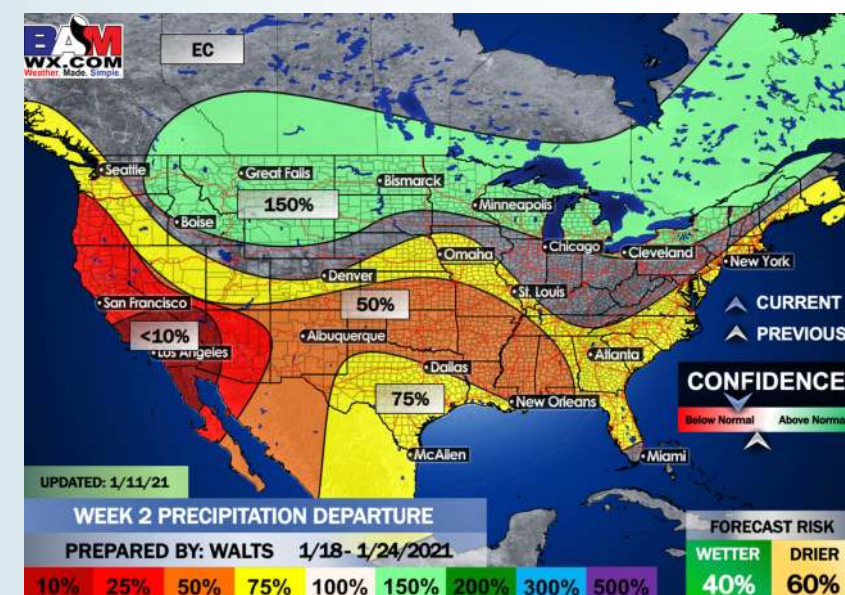 BAM
WX.COM
Weather. Made. Simple.
EC
Seattle
Great Falls
Bismarck
150%
Minneapolis
Boise
Omaha
Chicago
Cleveland
New York
Denver
St. Louis
San Francisco
50%
CURRENT
<10%
Albuquerque
PREVIOUS
Los Angeles
Atlanta
Dallas
CONFIDENCE
75%
New Orleans
Below Normal Above Norma
McAllen
Miami
UPDATED: 1/11/21
WEEK 2 PRECIPITATION DEPARTURE
PREPARED BY: WALTS 1/18- 1/24/2021
FORECAST RISK
WETTER DRIER
40% 60%
10% 25% 50% 75% 100% 150% 200% 300% 500%